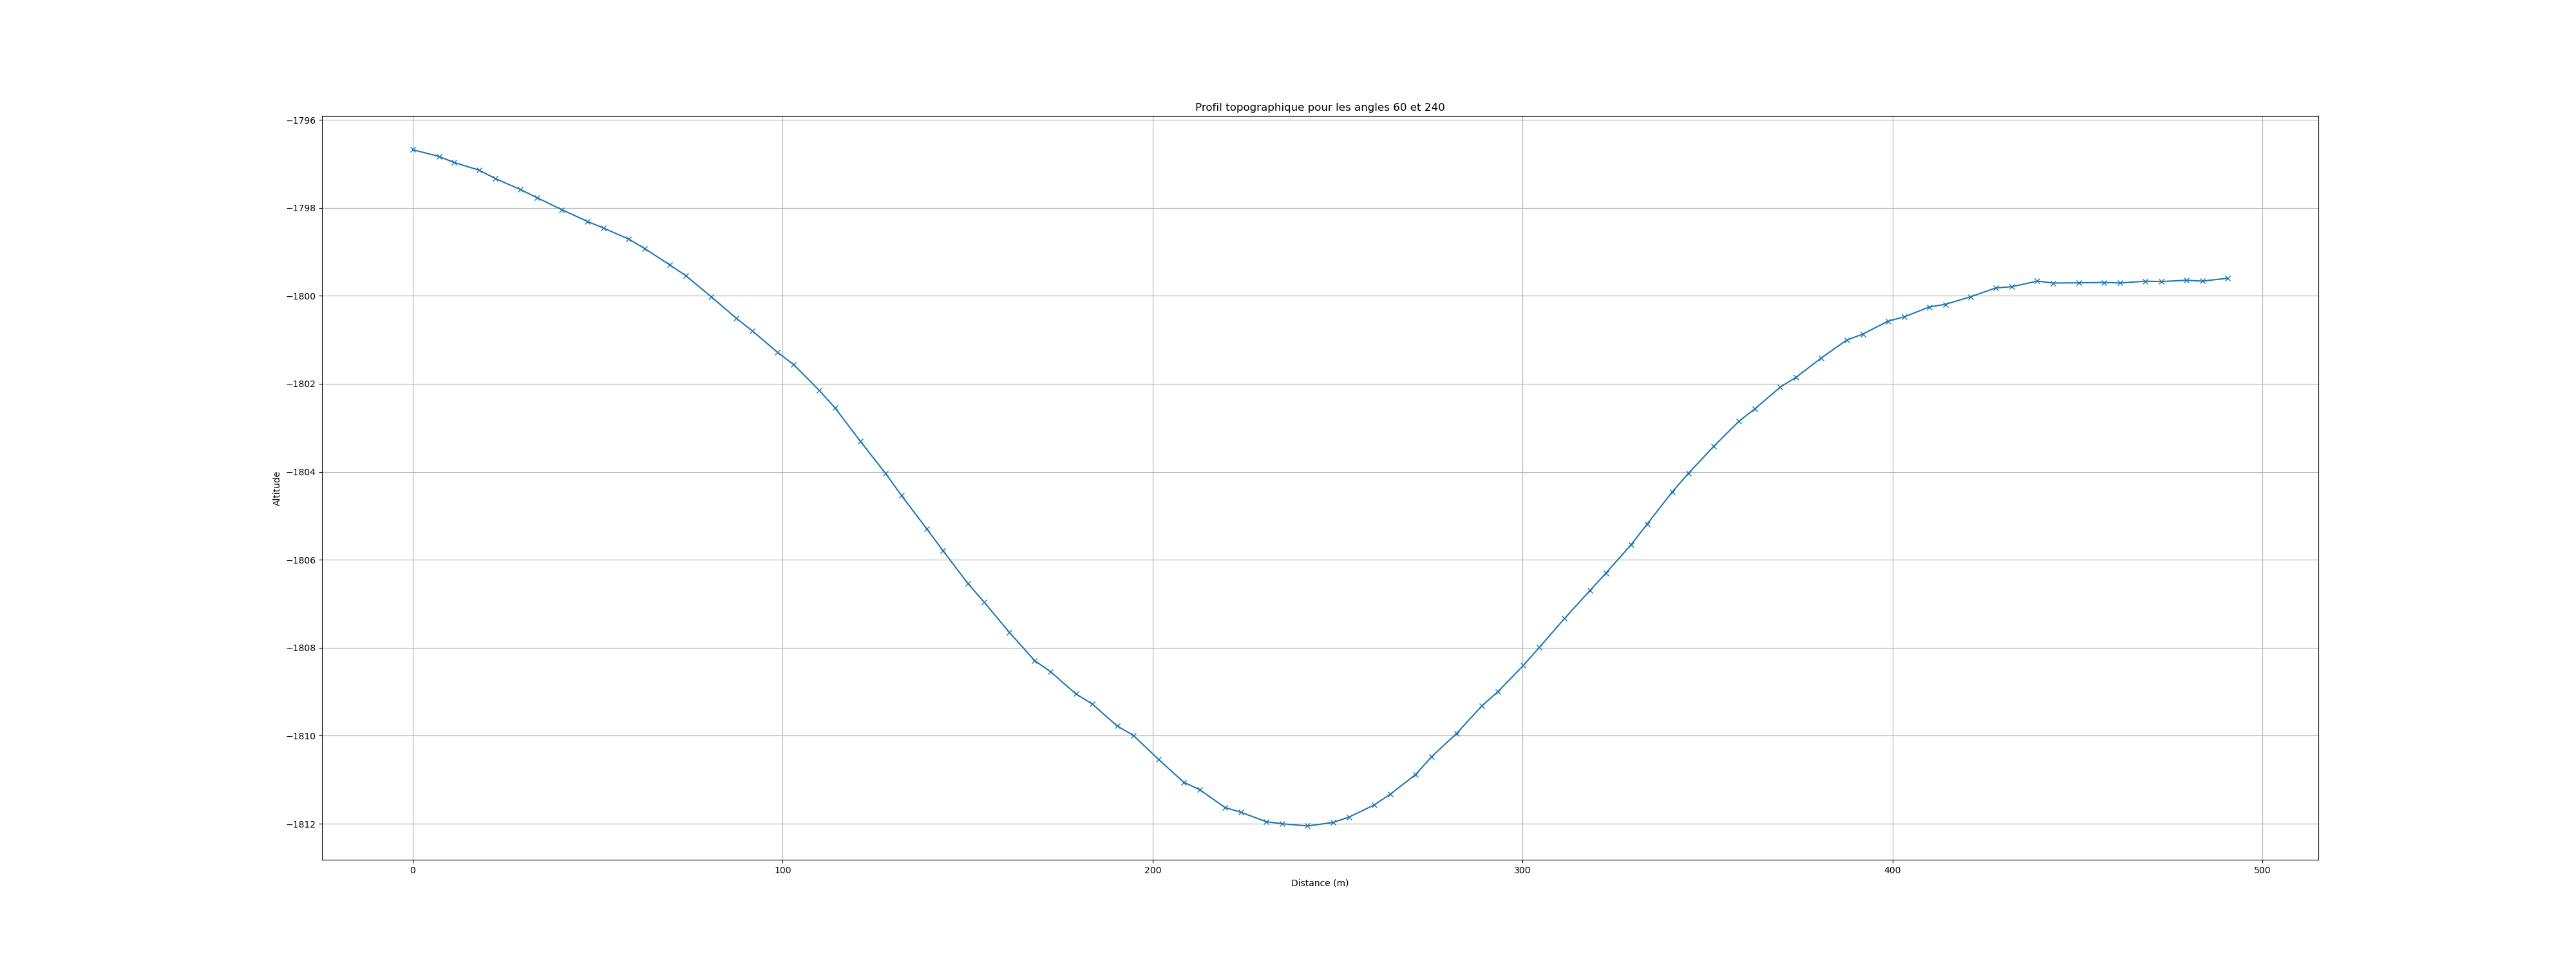 Profil topographique pour les angles 60 et 240
−1796
−1798
−1800
−1802
−1804
−1806
−1808
−1810
−1812
Altitude
0 100 200 300 400 500
Distance (m)